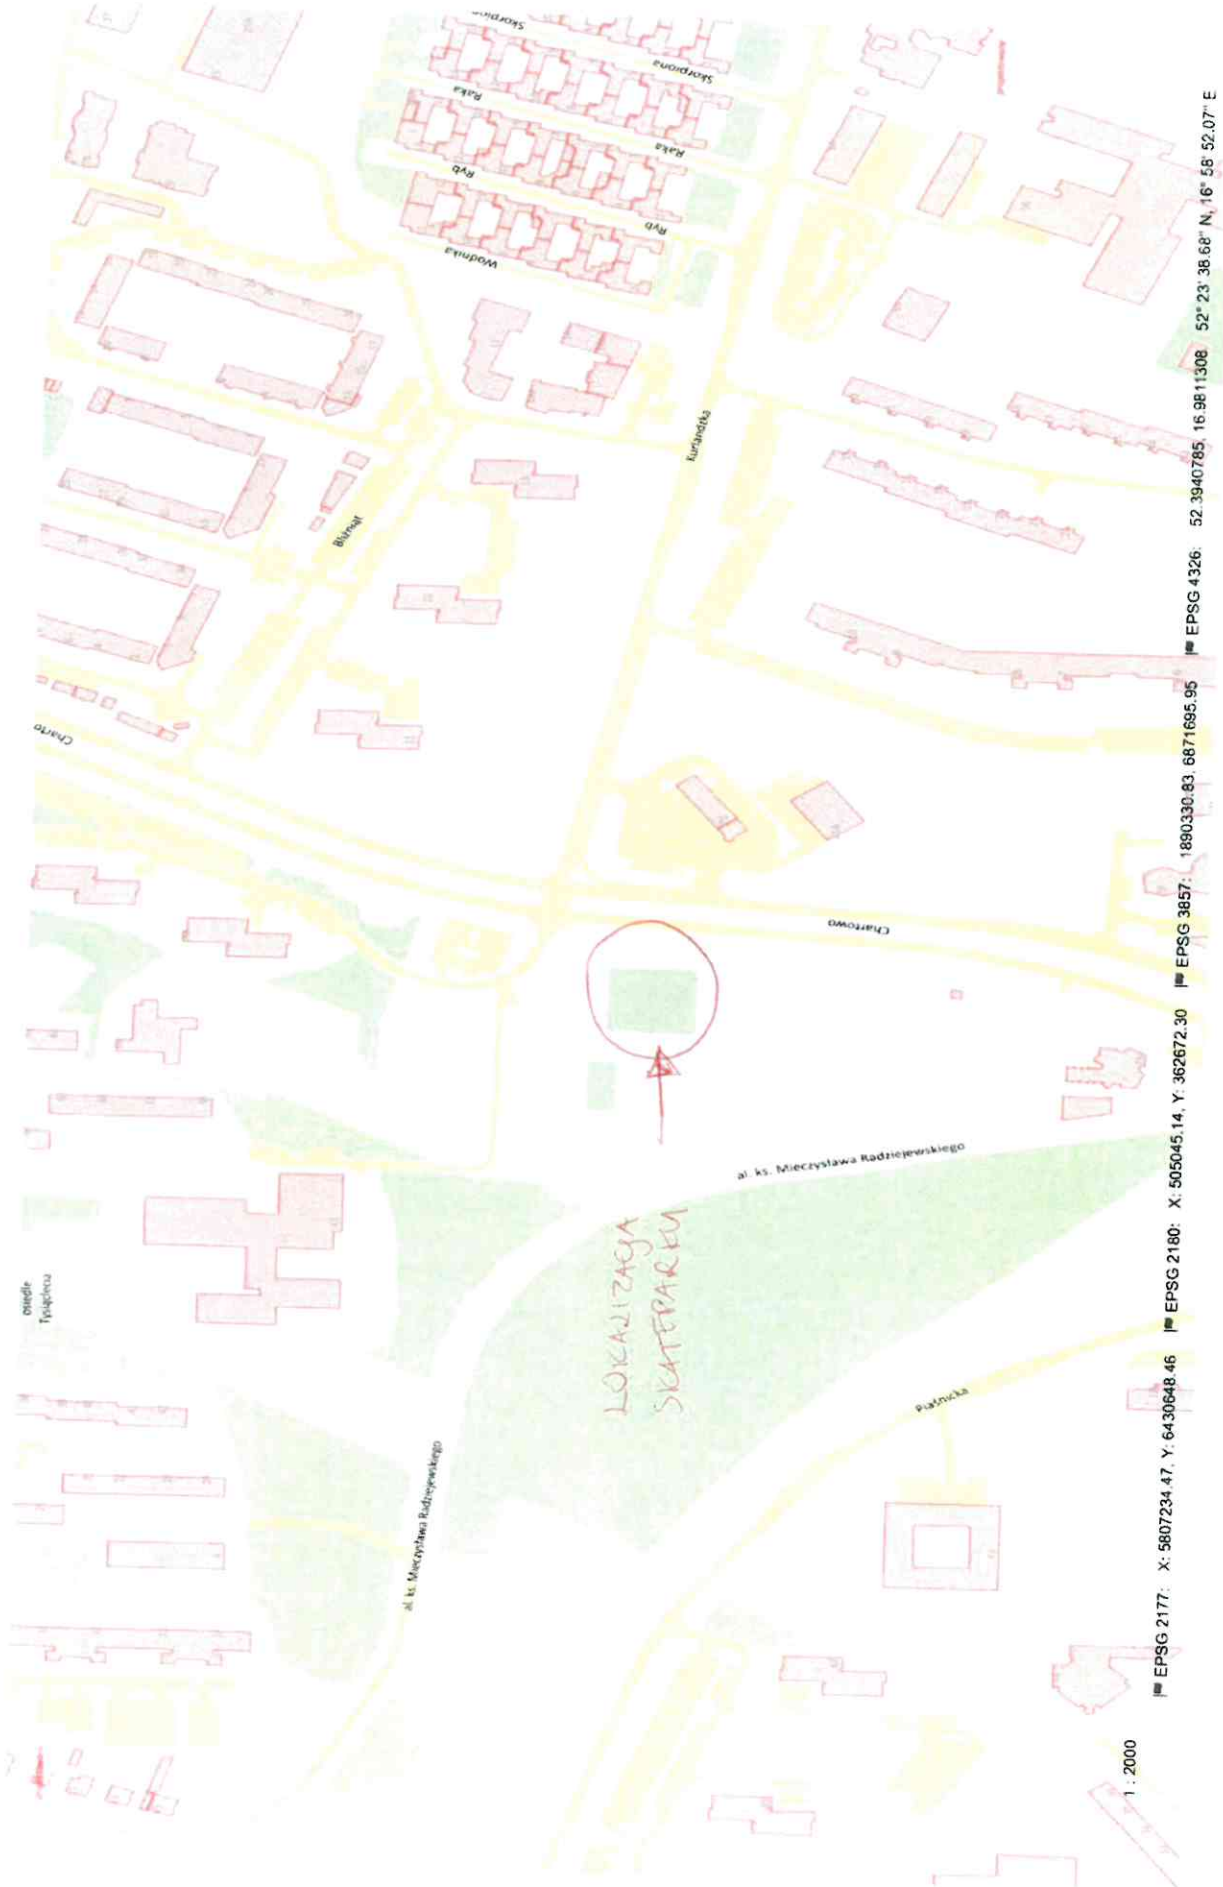 Skorpiona
Skorpiona
Raka
Raka
Ryb
Ryb
Wodnika
Kurlandzka
Bliźniąt
Charto
Chartowo
osiedle
Tysiąclecia
al. ks. Mieczysława Radziejewskiego
al. ks. Mieczysława Radziejewskiego
Piaśnicka
LOKALIZACJA
SKATEPARKU
1 : 2000
EPSG 2177: X: 5807234.47, Y: 6430648.46 EPSG 2180: X: 505045.14, Y: 362672.30 EPSG 3857: 1890330.83, 6871695.95 EPSG 4326: 52.3940785, 16.9811308 52° 23' 38.68" N, 16° 58' 52.07" E